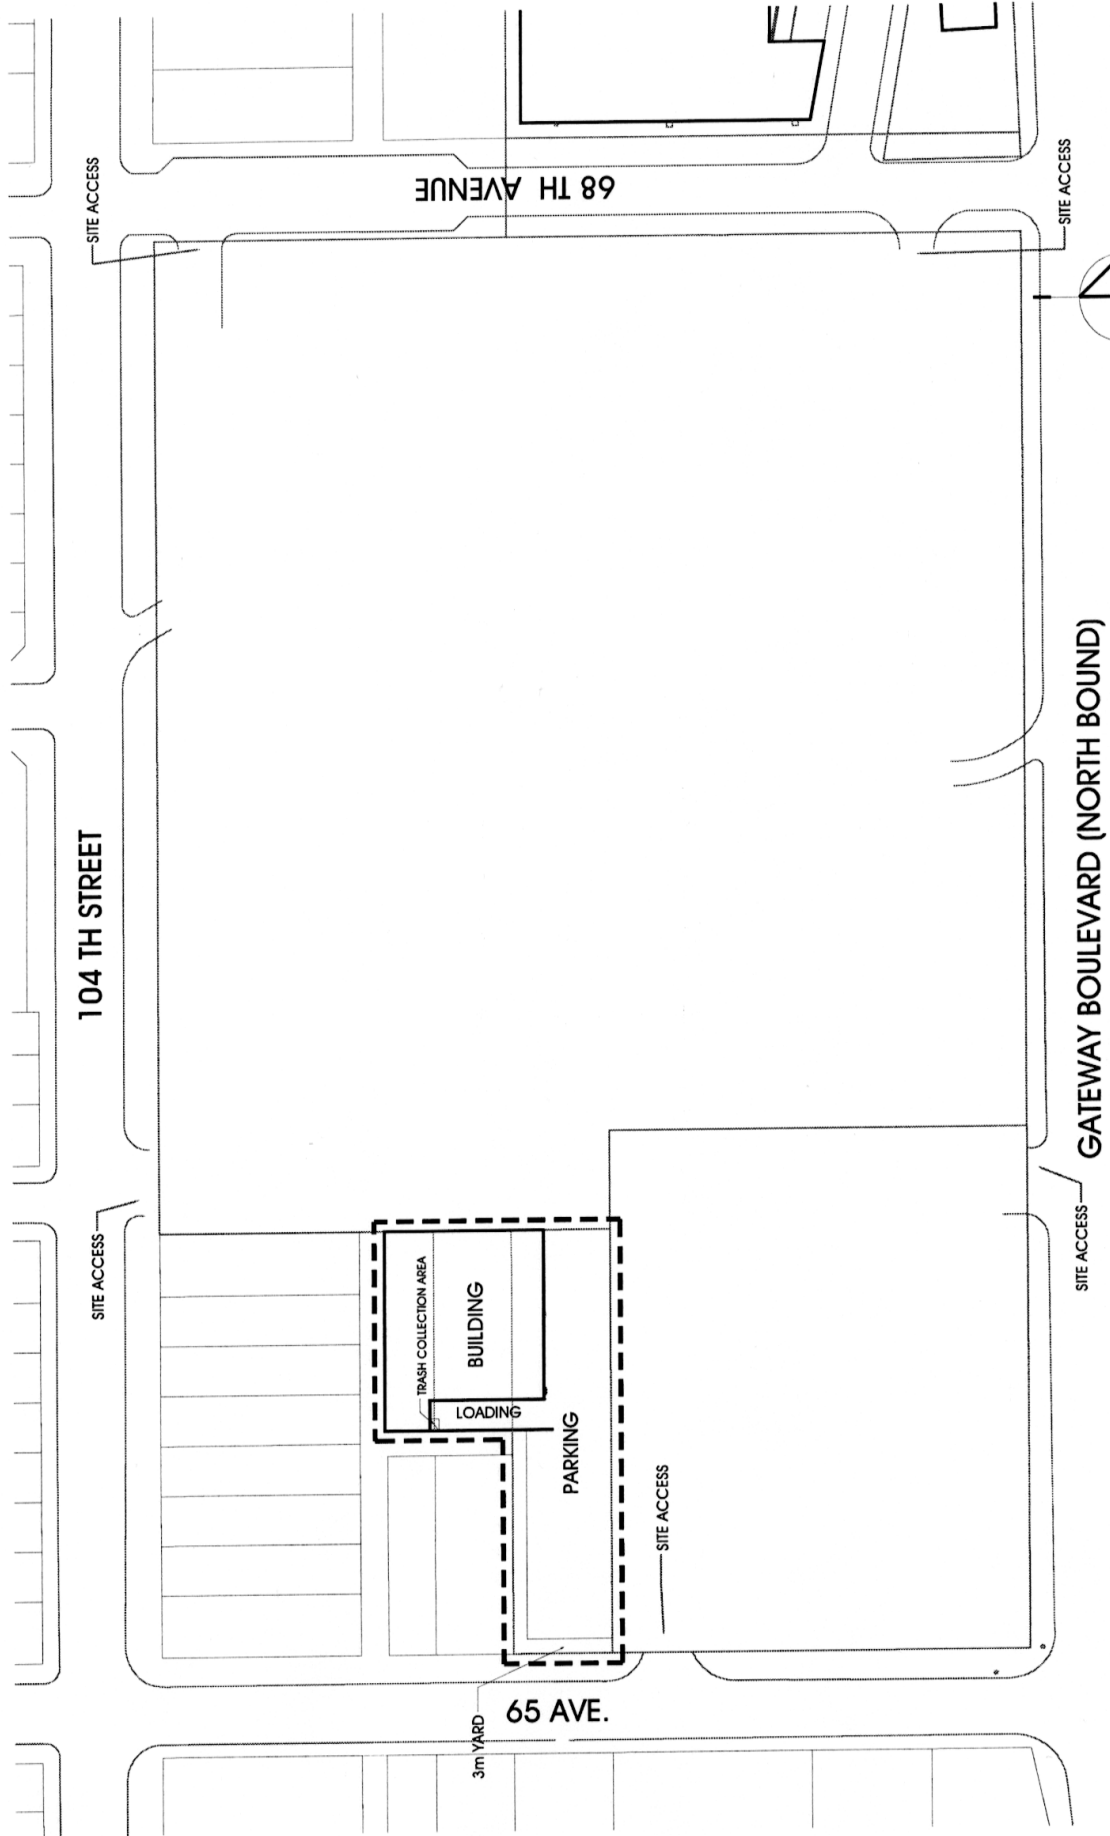 68 TH AVENUE
SITE ACCESS
SITE ACCESS
104 TH STREET
GATEWAY BOULEVARD (NORTH BOUND)
SITE ACCESS
SITE ACCESS
TRASH COLLECTION AREA
BUILDING
LOADING
PARKING
SITE ACCESS
3m YARD
65 AVE.